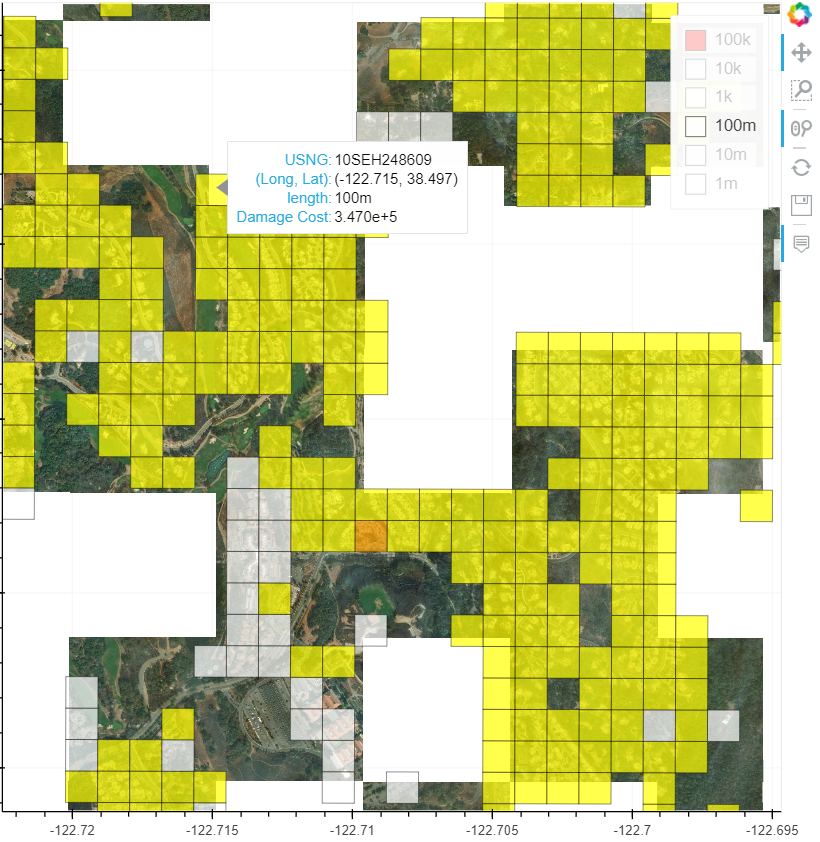 100k
10k
1k
100m
10m
1m
USNG: 10SEH248609
(Long, Lat): (-122.715, 38.497)
length: 100m
Damage Cost: 3.470e+5
-122.72
-122.715
-122.71
-122.705
-122.7
-122.695